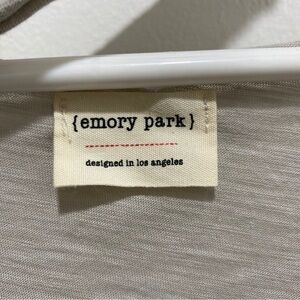 {emory park}
designed in los angeles